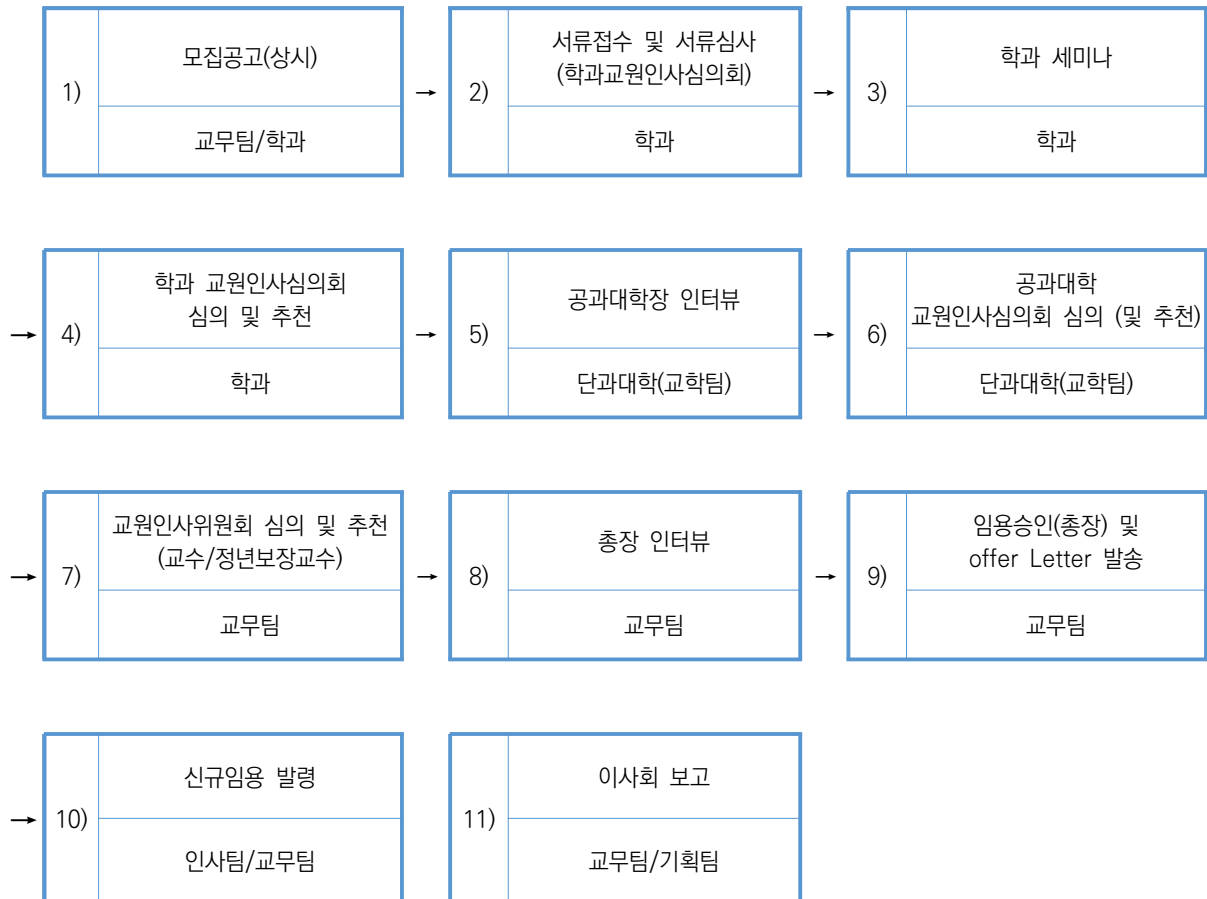 1)
모집공고(상시)
교무팀/학과
→
2)
서류접수 및 서류심사
(학과교원인사심의회)
학과
→
3)
학과 세미나
학과
→
4)
학과 교원인사심의회
심의 및 추천
학과
→
5)
공과대학장 인터뷰
단과대학(교학팀)
→
6)
공과대학
교원인사심의회 심의 (및 추천)
단과대학(교학팀)
→
7)
교원인사위원회 심의 및 추천
(교수/정년보장교수)
교무팀
→
8)
총장 인터뷰
교무팀
→
9)
임용승인(총장) 및
offer Letter 발송
교무팀
→
10)
신규임용 발령
인사팀/교무팀
11)
이사회 보고
교무팀/기획팀